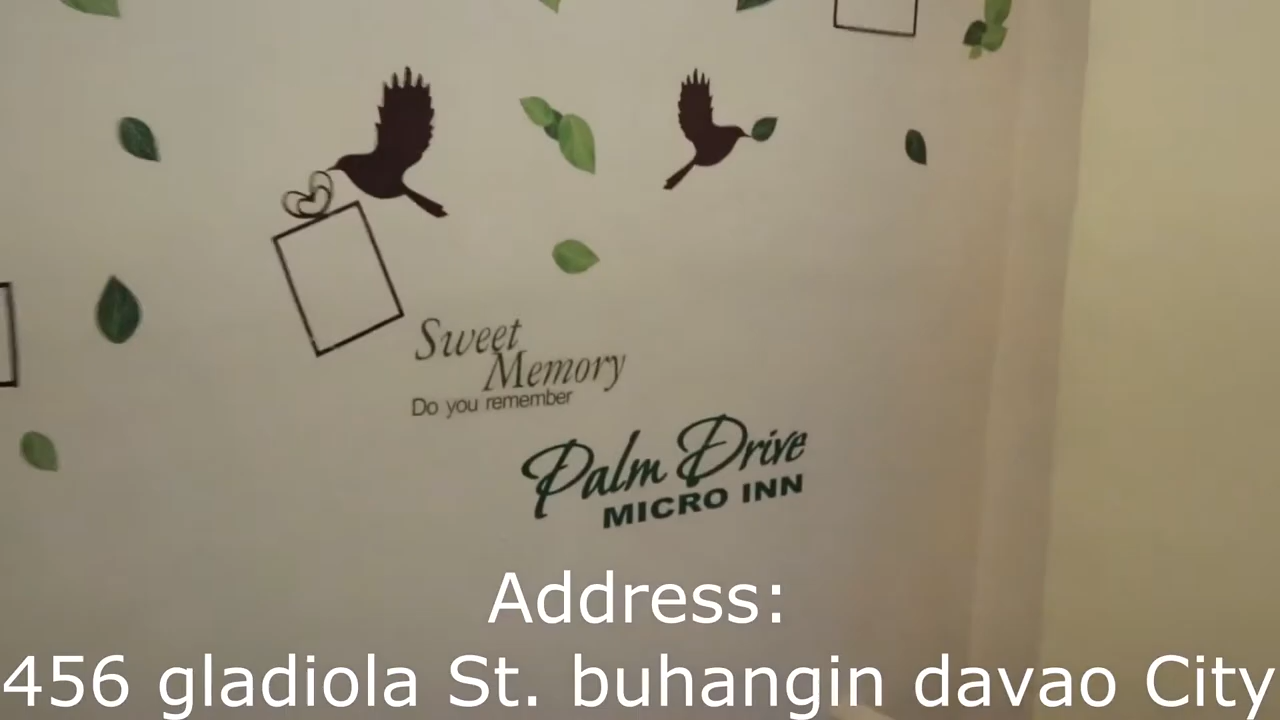 Sweet
Memory
Do you remember
Palm Drive
MICRO INN
Address:
456 gladiola St. buhangin davao City